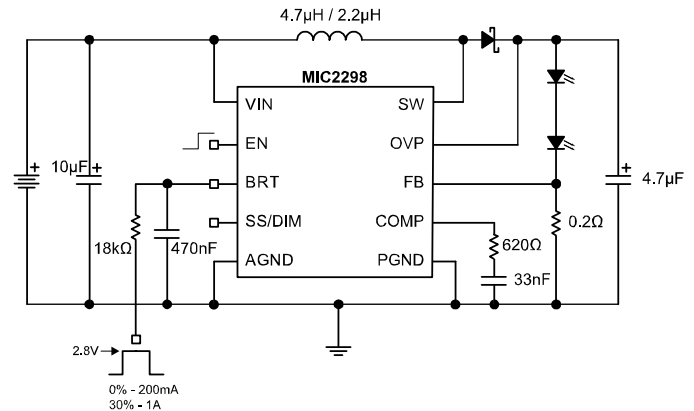 4.7µH / 2.2µH
MIC2298
VIN
SW
EN
OVP
10µF
+
+
+
BRT
FB
4.7µF
SS/DIM
COMP
0.2Ω
18kΩ
470nF
620Ω
AGND
PGND
33nF
2.8V
0% - 200mA
30% - 1A